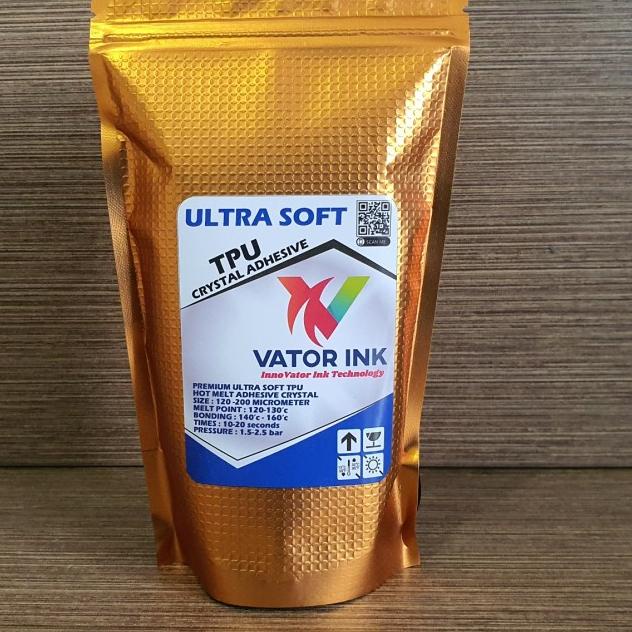 ULTRA SOFT
SCAN ME
TPU
CRYSTAL ADHESIVE
VATOR INK
InnoVator Ink Technology
PREMIUM ULTRA SOFT TPU
HOT MELT ADHESIVE CRYSTAL
SIZE : 120 -200 MICROMETER
MELT POINT : 120-130°c
BONDING : 140°c - 160°c
TIMES : 10-20 seconds
PRESSURE : 1.5-2.5 bar